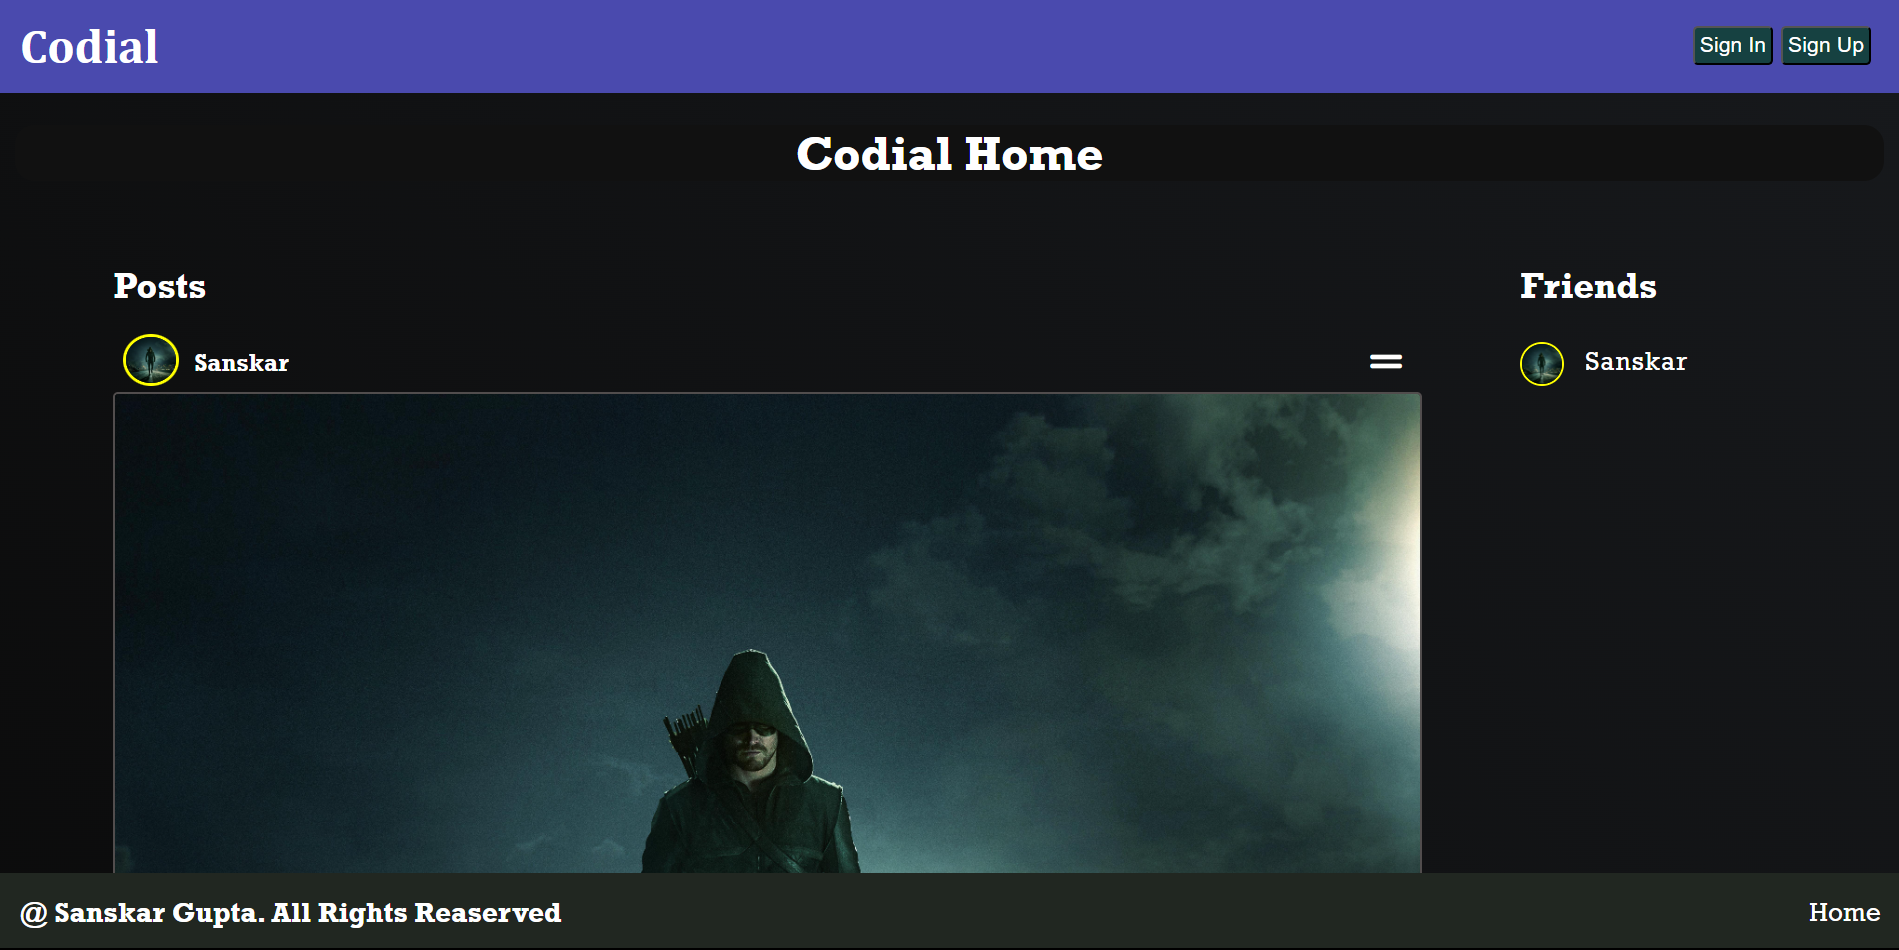 Codial
Sign In Sign Up
Codial Home
Posts
Friends
Sanskar
Sanskar
@ Sanskar Gupta. All Rights Reaserved
Home